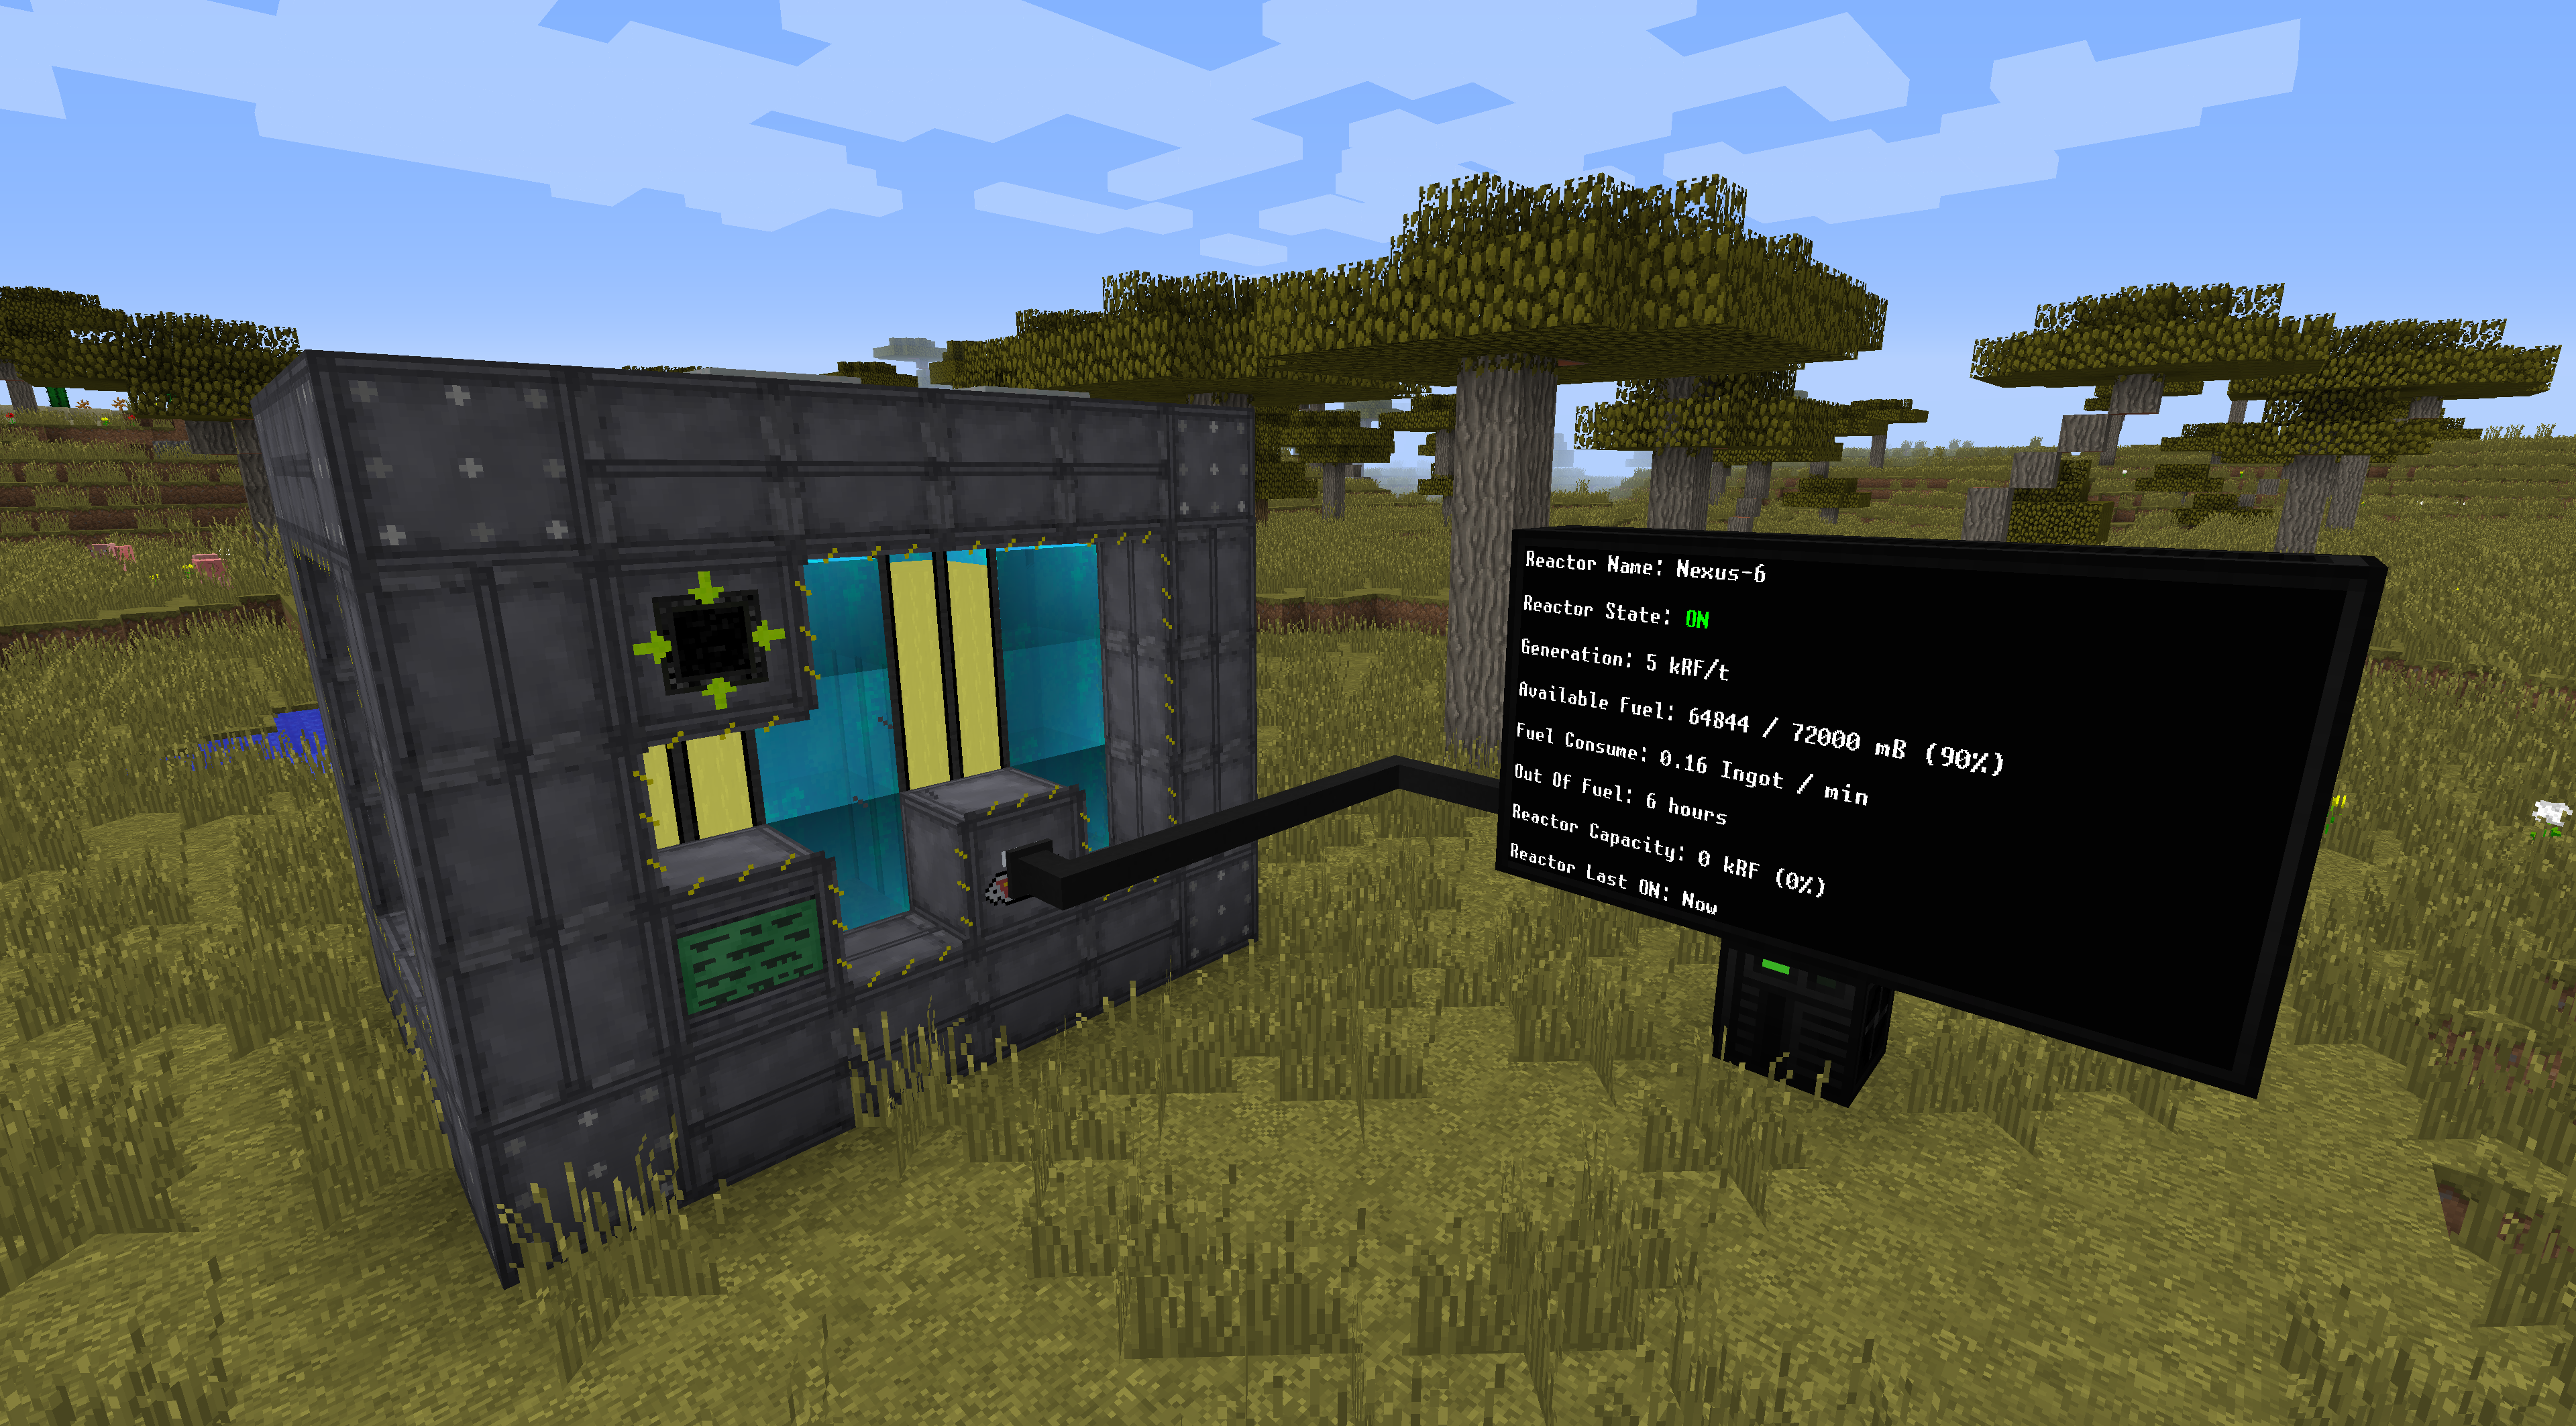 Reactor Name: Nexus-6
Reactor State: ON
Generation: 5 kRF/t
Available Fuel: 64844 / 72000 mB (90%)
Fuel Consume: 0.16 Ingot / min
Out Of Fuel: 6 hours
Reactor Capacity: 0 kRF (0%)
Reactor Last ON: Now